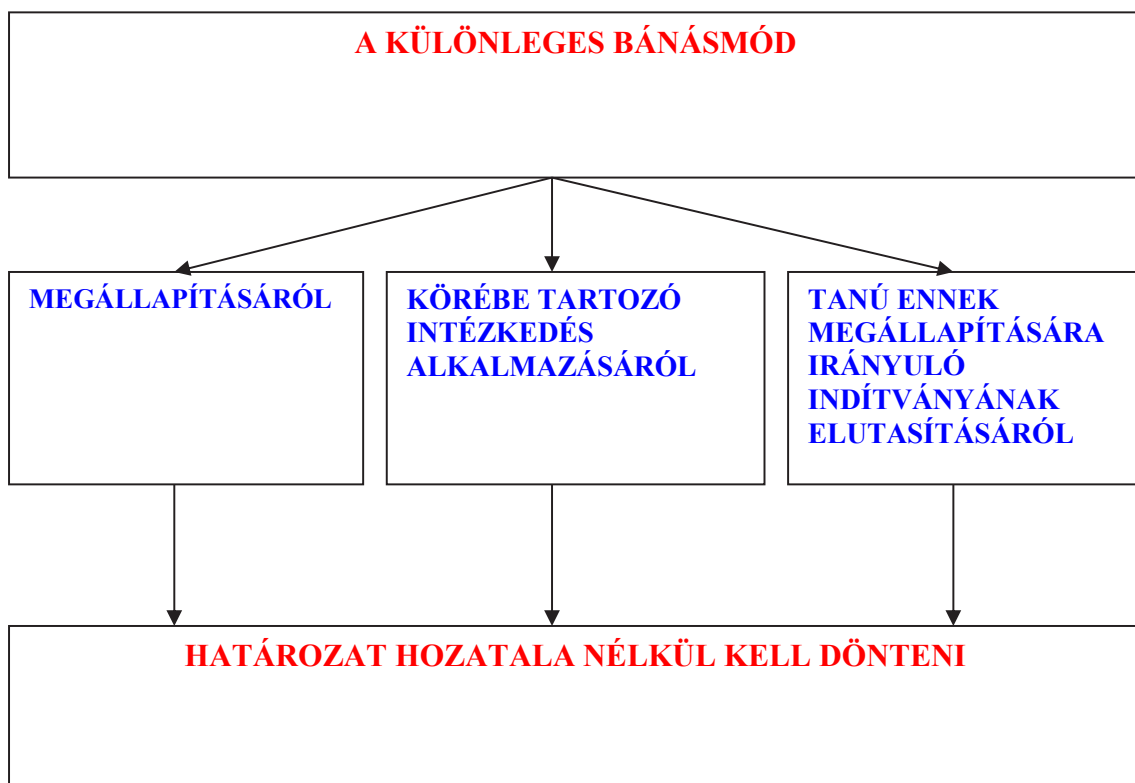 A KÜLÖNLEGES BÁNÁSMÓD
MEGÁLLAPÍTÁSÁRÓL
KÖRÉBE TARTOZÓ
INTÉZKEDÉS
ALKALMAZÁSÁRÓL
TANÚ ENNEK
MEGÁLLAPÍTÁSÁRA
IRÁNYULÓ
INDÍTVÁNYÁNAK
ELUTASÍTÁSÁRÓL
HATÁROZAT HOZATALA NÉLKÜL KELL DÖNTENI